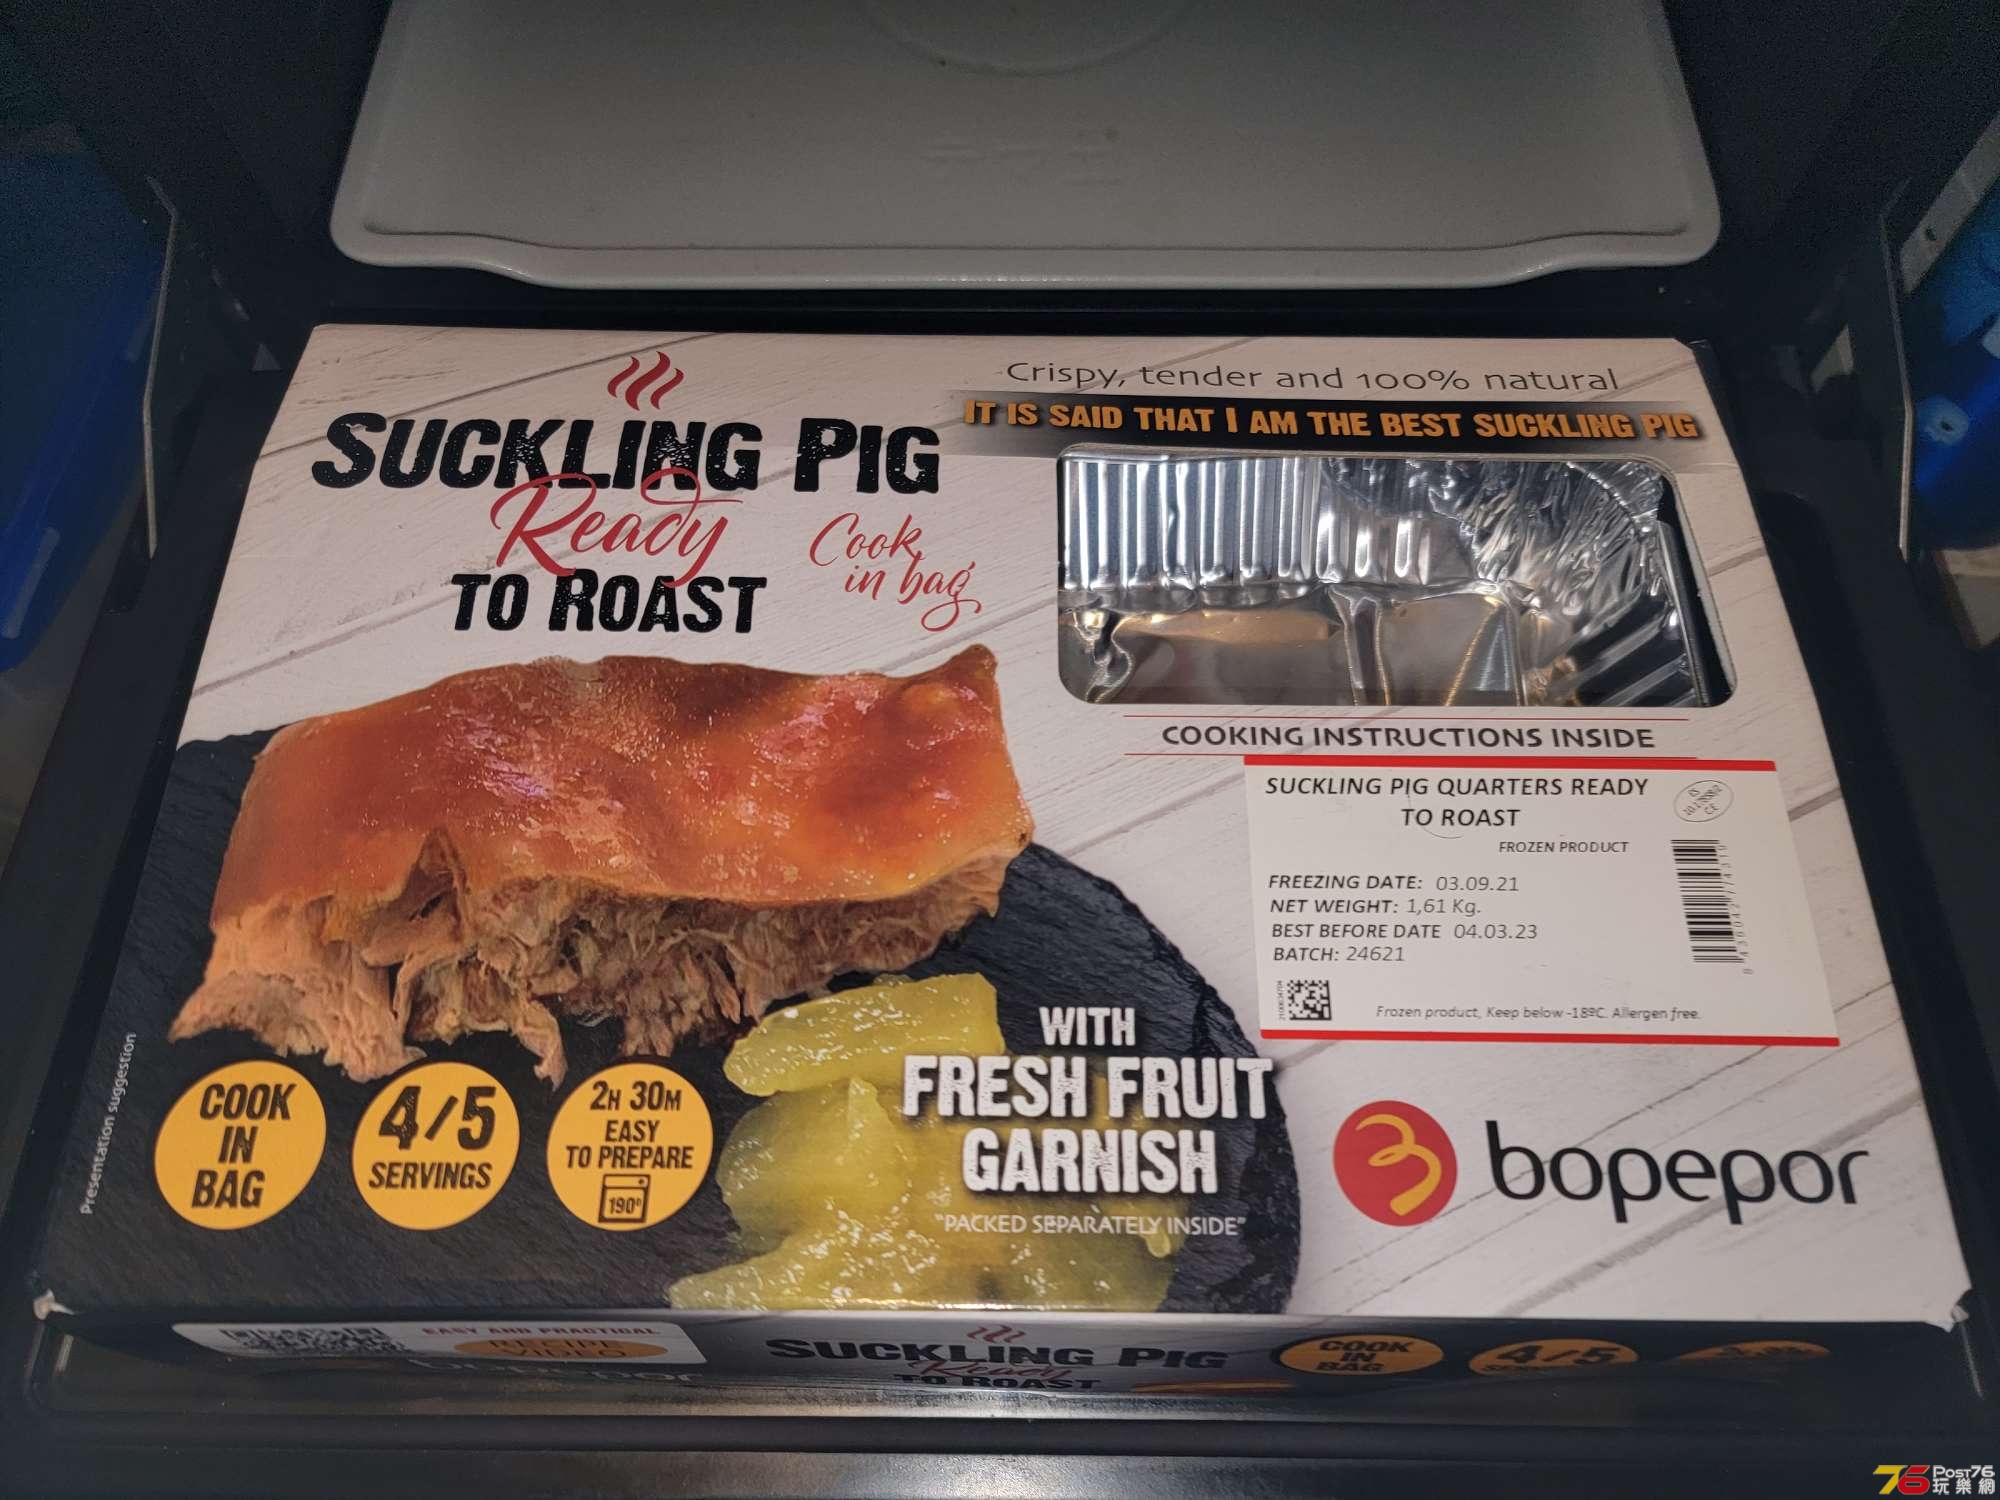 Crispy, tender and 100% natural
IT IS SAID THAT I AM THE BEST SUCKLING PIG
SUCKLING PIG
Ready
TO ROAST
Cook
in bag
COOKING INSTRUCTIONS INSIDE
SUCKLING PIG QUARTERS READY
TO ROAST
FROZEN PRODUCT
FREEZING DATE: 03.09.21
NET WEIGHT: 1,61 Kg.
BEST BEFORE DATE 04.03.23
BATCH: 24621
Frozen product, Keep below -18ºC. Allergen free.
Presentation suggestion
COOK
IN
BAG
4/5
SERVINGS
2H 30M
EASY
TO PREPARE
190º
WITH
FRESH FRUIT
GARNISH
"PACKED SEPARATELY INSIDE"
bopepor
EASY AND PRACTICAL
RECIPE
VIDEO
SUCKLING PIG
Ready
TO ROAST
COOK
IN
BAG
4/5
76 Post76
玩樂網